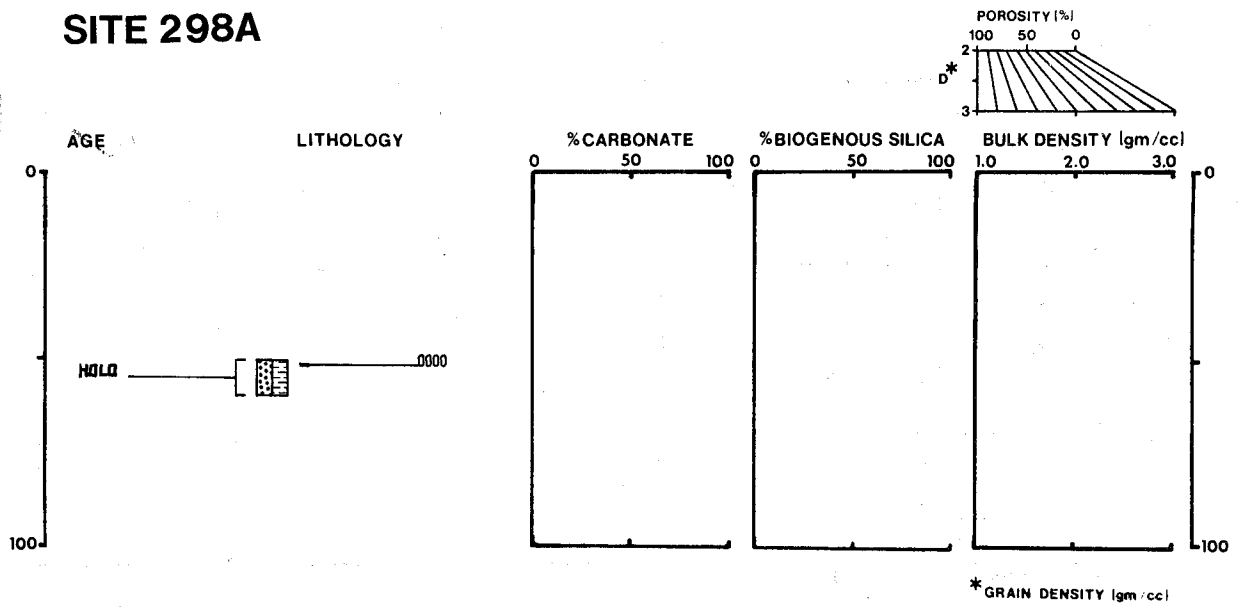 SITE 298A
POROSITY (%)
100 50 0
2
D*
3
AGE LITHOLOGY %CARBONATE %BIOGENOUS SILICA BULK DENSITY (gm/cc)
0 0 50 100 0 50 100 1.0 2.0 3.0 0
HOLO 0000
100 100
*GRAIN DENSITY (gm/cc)